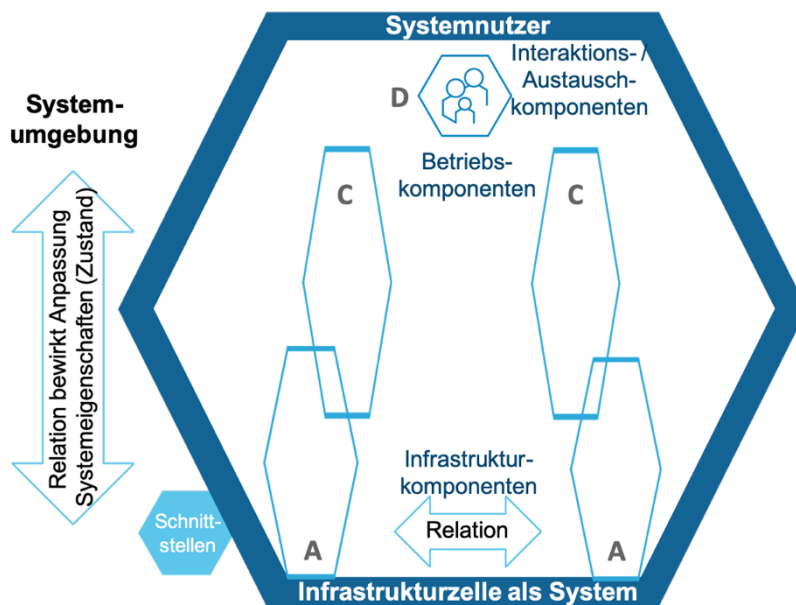 Systemnutzer
Interaktions- /
Austausch-
komponenten
D
System-
umgebung
Betriebs-
komponenten
C
C
Relation bewirkt Anpassung
Systemeigenschaften (Zustand)
Infrastruktur-
komponenten
Schnitt-
stellen
Relation
A
A
Infrastrukturzelle als System